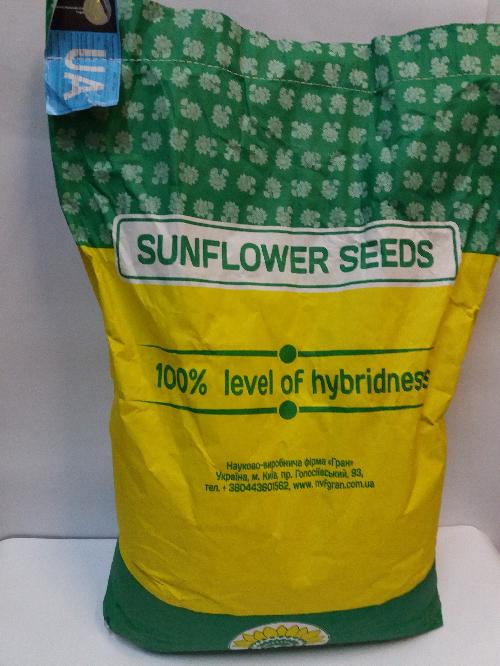 UA
SUNFLOWER SEEDS
100% level of hybridness
Науково-виробнича фірма «Гран»
Україна, м. Київ, пр. Голосіївський, 93,
тел. + 380443601562, www. nvfgran.com.ua